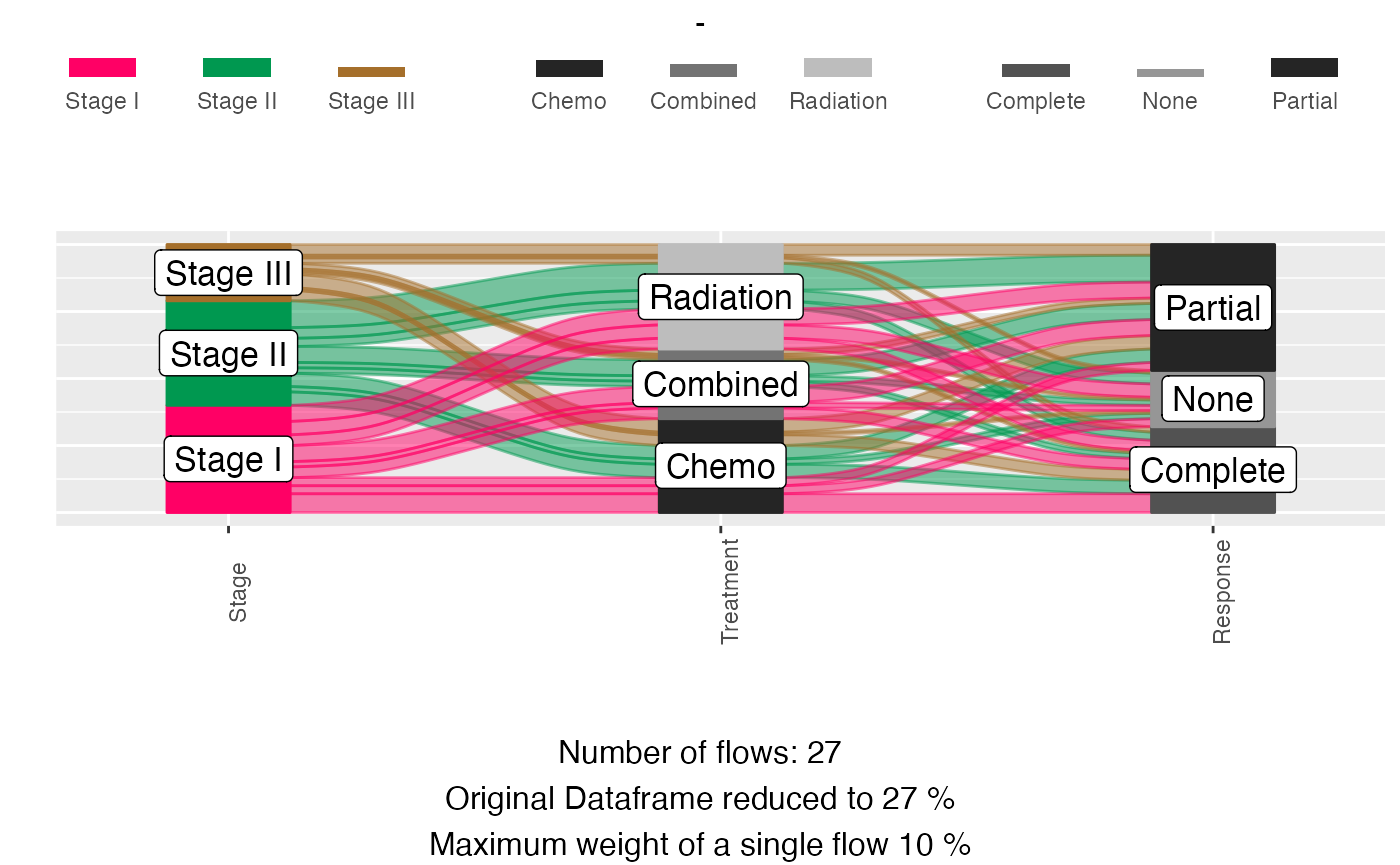 -
Stage I Stage II Stage III Chemo Combined Radiation Complete None Partial
Stage III
Stage II
Stage I
Radiation
Combined
Chemo
Partial
None
Complete
Stage
Treatment
Response
Number of flows: 27
Original Dataframe reduced to 27 %
Maximum weight of a single flow 10 %